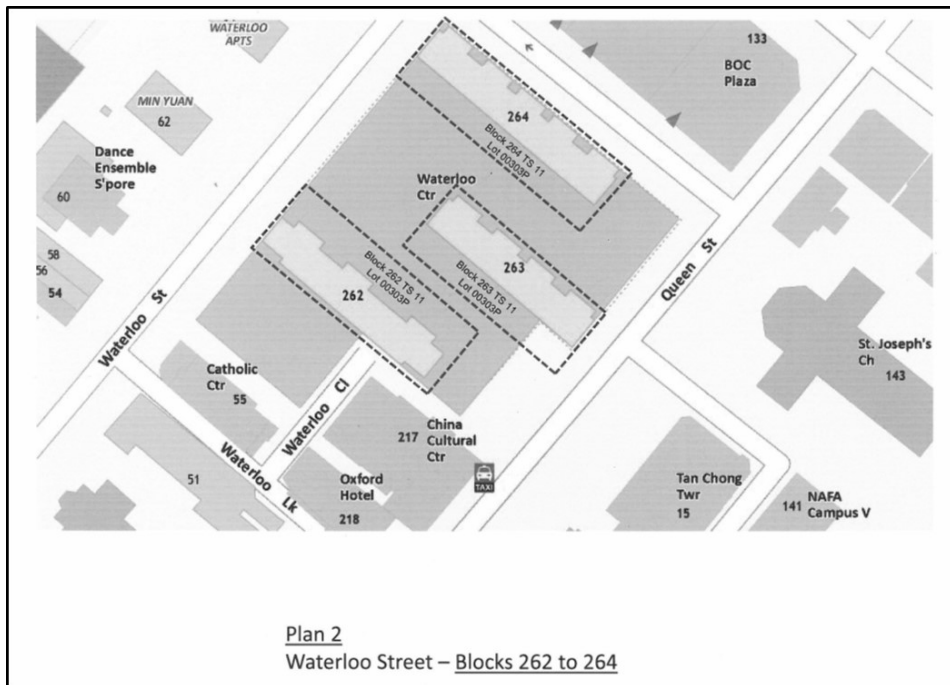 WATERLOO
APTS
133
BOC
Plaza
MIN YUAN
62
264
Block 264 TS 11
Lot 00303P
Dance
Ensemble
S'pore
60
Waterloo
Ctr
58
56
54
Block 262 TS 11
Lot 00303P
262
263
Block 263 TS 11
Lot 00303P
Queen St
Waterloo St
St. Joseph's
Ch
143
Catholic
Ctr
55
Waterloo Cl
217
China
Cultural
Ctr
Waterloo Lk
51
Oxford
Hotel
218
TAXI
Tan Chong
Twr
15
141
NAFA
Campus V
Plan 2
Waterloo Street – Blocks 262 to 264